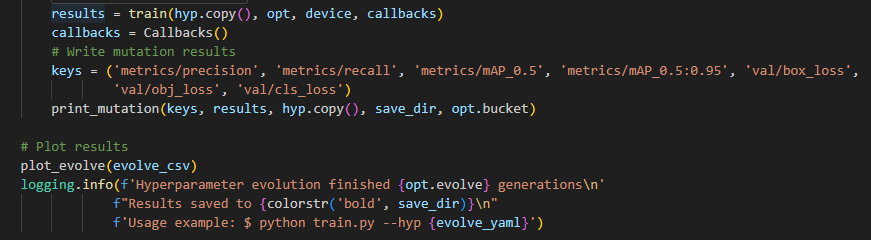 results = train(hyp.copy(), opt, device, callbacks)
callbacks = Callbacks()
# Write mutation results
keys = ('metrics/precision', 'metrics/recall', 'metrics/mAP_0.5', 'metrics/mAP_0.5:0.95', 'val/box_loss',
'val/obj_loss', 'val/cls_loss')
print_mutation(keys, results, hyp.copy(), save_dir, opt.bucket)
# Plot results
plot_evolve(evolve_csv)
logging.info(f'Hyperparameter evolution finished {opt.evolve} generations\n'
f"Results saved to {colorstr('bold', save_dir)}\n"
f'Usage example: $ python train.py --hyp {evolve_yaml}')